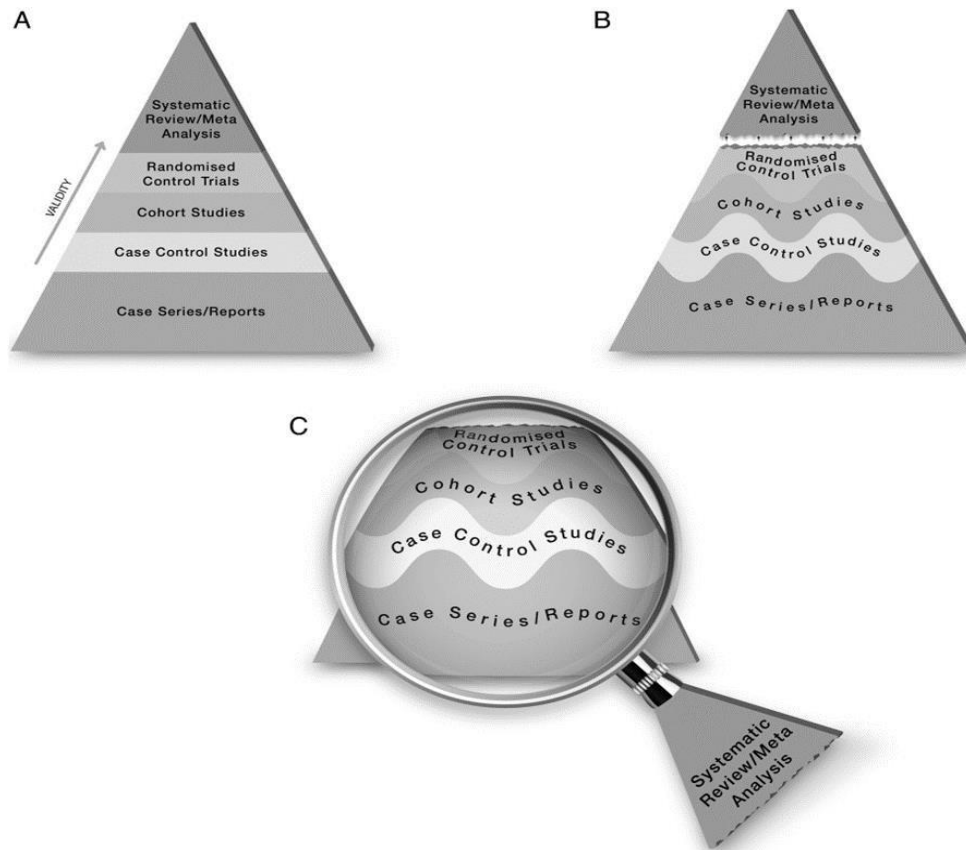 A
Systematic
Review/Meta
Analysis
Randomised
Control Trials
Cohort Studies
Case Control Studies
Case Series/Reports
VALIDITY
B
Systematic
Review/Meta
Analysis
Randomised
Control Trials
Cohort Studies
Case Control Studies
Case Series/Reports
C
Randomised
Control Trials
Cohort Studies
Case Control Studies
Case Series/Reports
Systematic
Review/Meta
Analysis